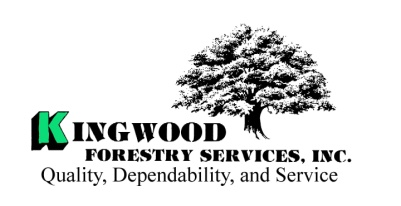 KINGWOOD
FORESTRY SERVICES, INC.
Quality, Dependability, and Service